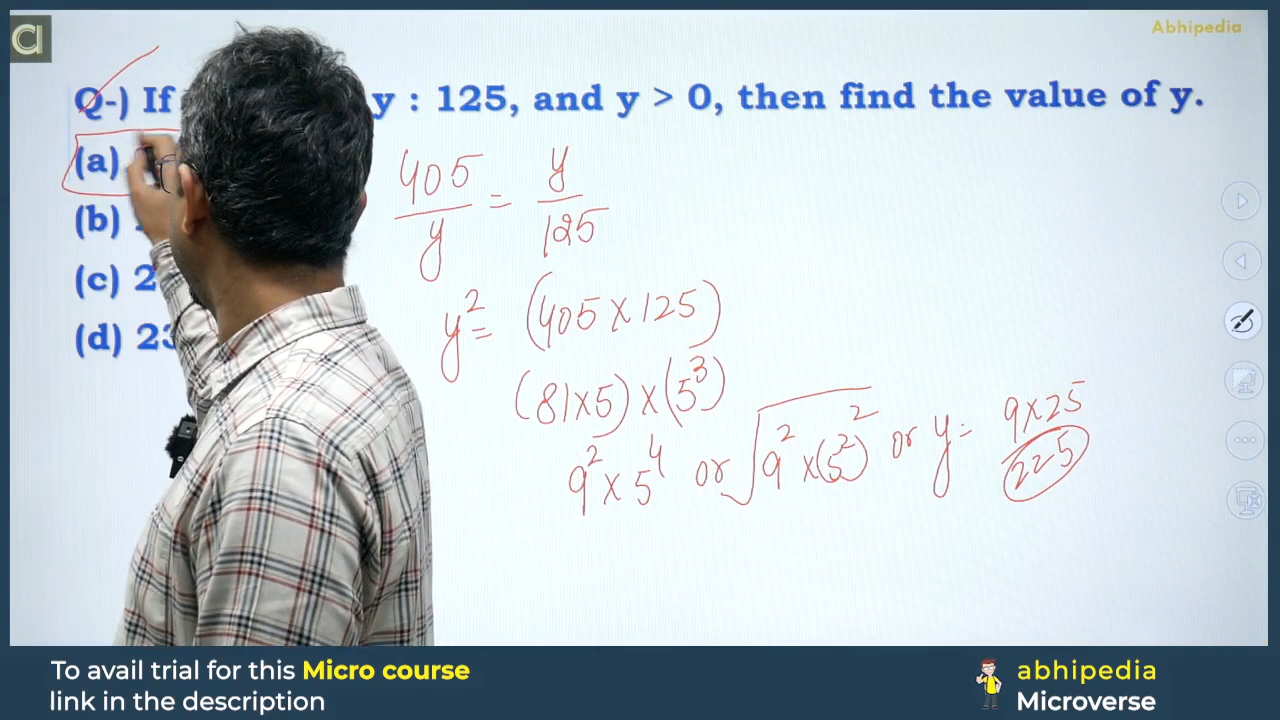 a
Abhipedia
Q-) If y : 125, and y > 0, then find the value of y.
(a)
(b)
(c) 2
(d) 23
405/y = y/125
y² = (405 × 125)
(81×5) × (5³)
9² × 5⁴ or √9² × (5²)² or y = 9×25
225
To avail trial for this Micro course
link in the description
abhipedia
Microverse